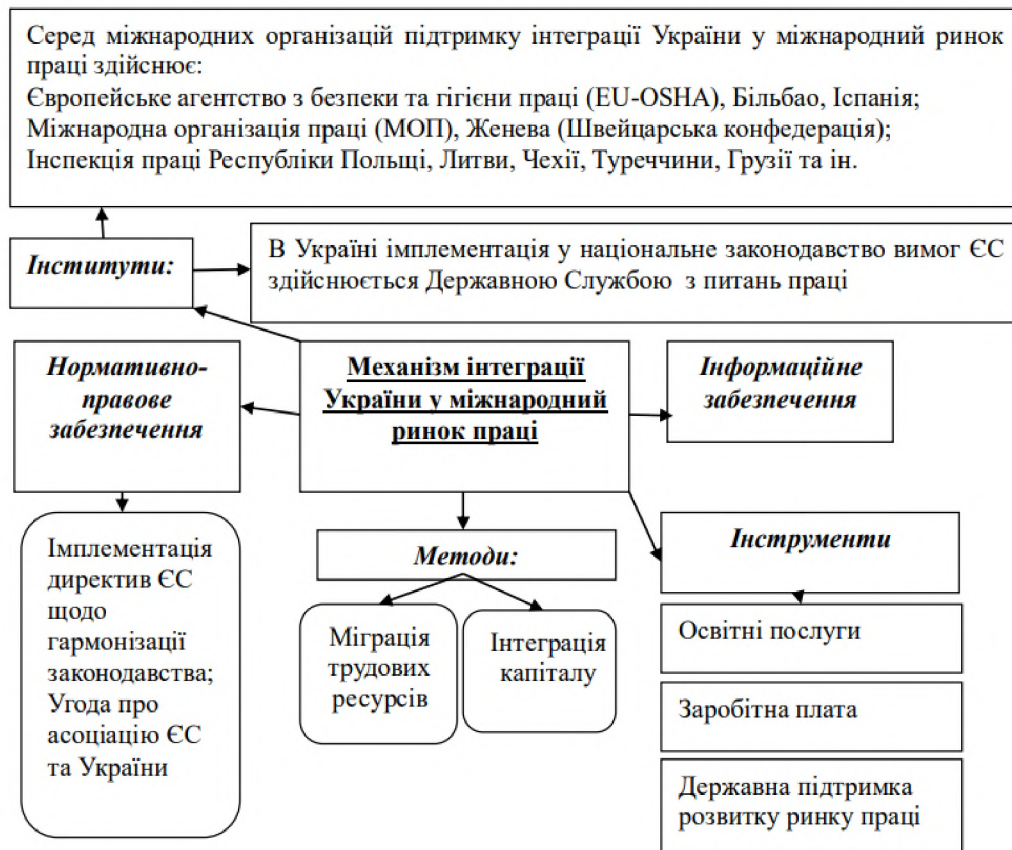 Серед міжнародних організацій підтримку інтеграції України у міжнародний ринок
праці здійснює:
Європейське агентство з безпеки та гігієни праці (EU-OSHA), Більбао, Іспанія;
Міжнародна організація праці (МОП), Женева (Швейцарська конфедерація);
Інспекція праці Республіки Польщі, Литви, Чехії, Туреччини, Грузії та ін.
Інститути:
В Україні імплементація у національне законодавство вимог ЄС
здійснюється Державною Службою з питань праці
Нормативно-
правове
забезпечення
Механізм інтеграції
України у міжнародний
ринок праці
Інформаційне
забезпечення
Імплементація
директив ЄС
щодо
гармонізації
законодавства;
Угода про
асоціацію ЄС
та України
Методи:
Міграція
трудових
ресурсів
Інтеграція
капіталу
Інструменти
Освітні послуги
Заробітна плата
Державна підтримка
розвитку ринку праці